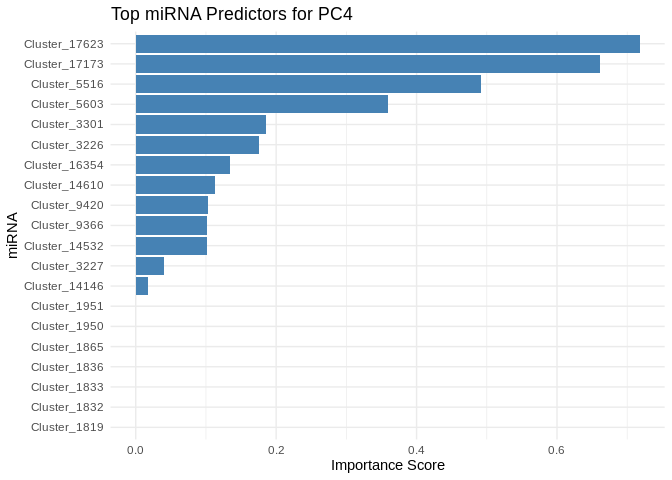 Top miRNA Predictors for PC4
Cluster_17623
Cluster_17173
Cluster_5516
Cluster_5603
Cluster_3301
Cluster_3226
Cluster_16354
Cluster_14610
Cluster_9420
Cluster_9366
Cluster_14532
Cluster_3227
Cluster_14146
Cluster_1951
Cluster_1950
Cluster_1865
Cluster_1836
Cluster_1833
Cluster_1832
Cluster_1819
miRNA
0.0 0.2 0.4 0.6
Importance Score